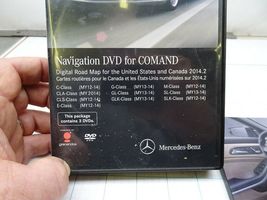 Navigation DVD for COMAND
Digital Road Map for the United States and Canada 2014.2
Cartes routières pour le Canada et les États-Unis numérisées sur 2014.2
C-Class (MY12-14) G-Class (MY13-14) M-Class (MY12-14)
CLA-Class (MY 2014) GL-Class (MY13-14) SL-Class (MY13-14)
CLS-Class (MY12-14) GLK-Class (MY13-14) SLK-Class (MY12-14)
E-Class (MY12-14)
This package
contains 3 DVDs.
DVD
Mercedes-Benz